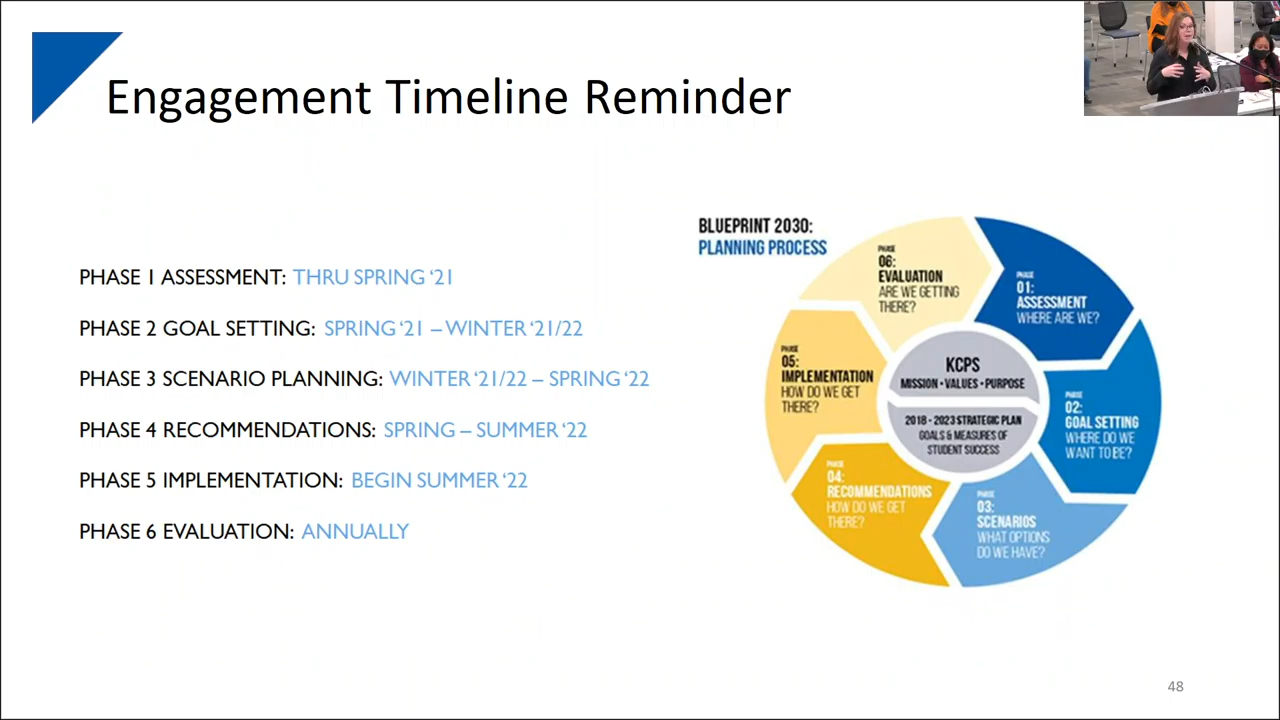 Engagement Timeline Reminder
PHASE 1 ASSESSMENT: THRU SPRING ‘21
PHASE 2 GOAL SETTING: SPRING ‘21 – WINTER ‘21/22
PHASE 3 SCENARIO PLANNING: WINTER ‘21/22 – SPRING ‘22
PHASE 4 RECOMMENDATIONS: SPRING – SUMMER ‘22
PHASE 5 IMPLEMENTATION: BEGIN SUMMER ‘22
PHASE 6 EVALUATION: ANNUALLY
BLUEPRINT 2030:
PLANNING PROCESS
PHASE
01:
ASSESSMENT
WHERE ARE WE?
PHASE
02:
GOAL SETTING
WHERE DO WE
WANT TO BE?
PHASE
03:
SCENARIOS
WHAT OPTIONS
DO WE HAVE?
PHASE
04:
RECOMMENDATIONS
HOW DO WE GET
THERE?
PHASE
05:
IMPLEMENTATION
HOW DO WE GET
THERE?
PHASE
06:
EVALUATION
ARE WE GETTING
THERE?
KCPS
MISSION • VALUES • PURPOSE
2018 - 2023 STRATEGIC PLAN
GOALS & MEASURES OF
STUDENT SUCCESS
48